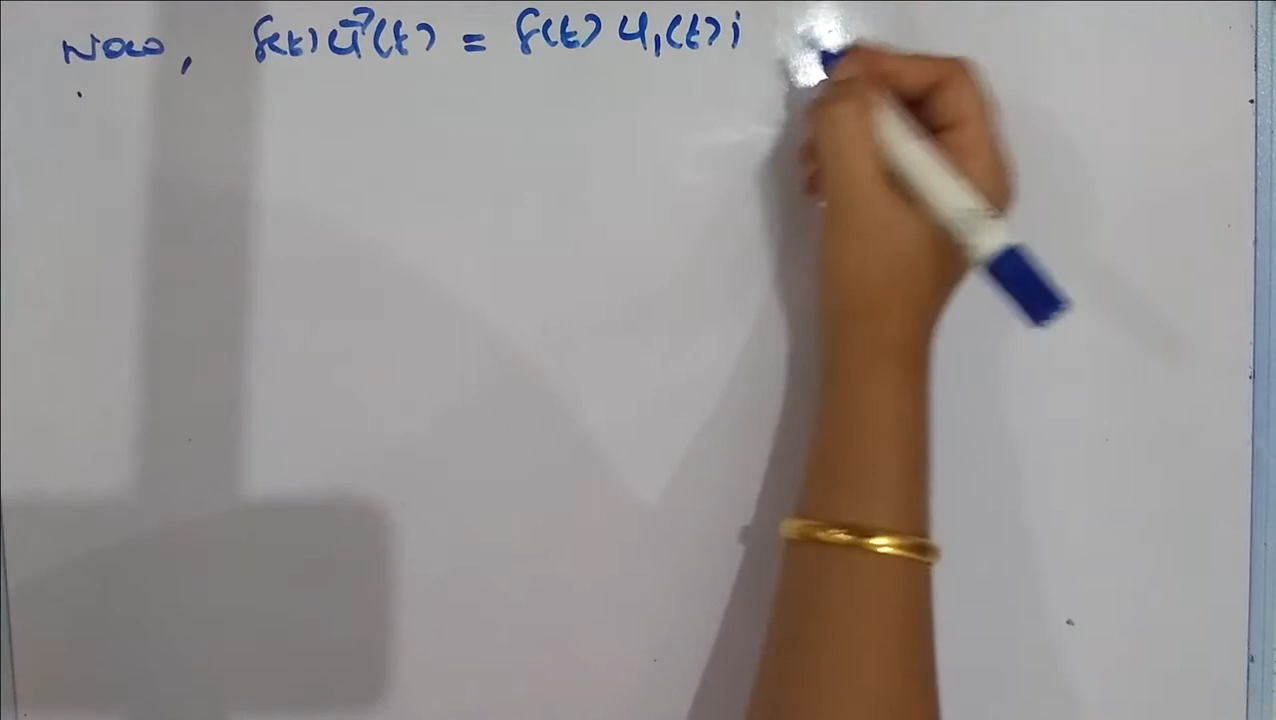 Now, f(t) u⃗(t) = f(t) u₁(t) i